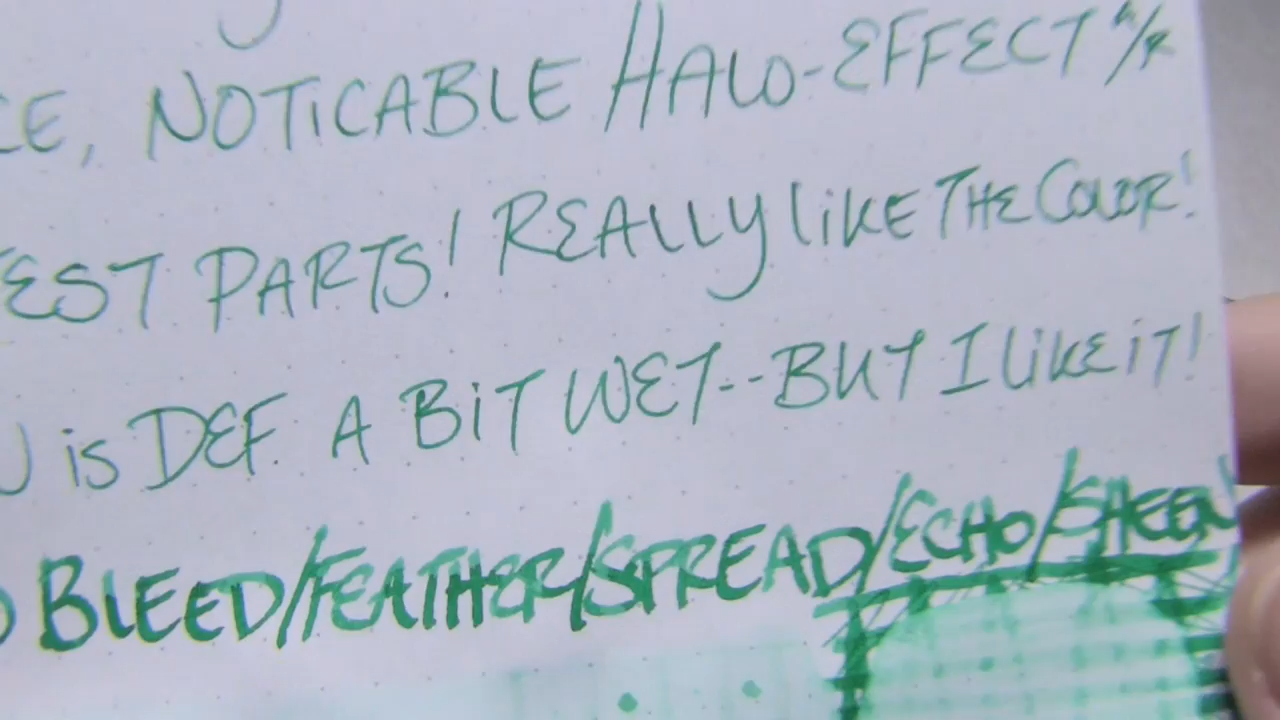 CE, NOTICABLE HALO-EFFECT
EST PARTS! REALLY LIKE THE COLOR!
IS DEF. A BIT WET--BUT I LIKE IT!
BLEED/FEATHER/SPREAD/ECHO/SHEEN